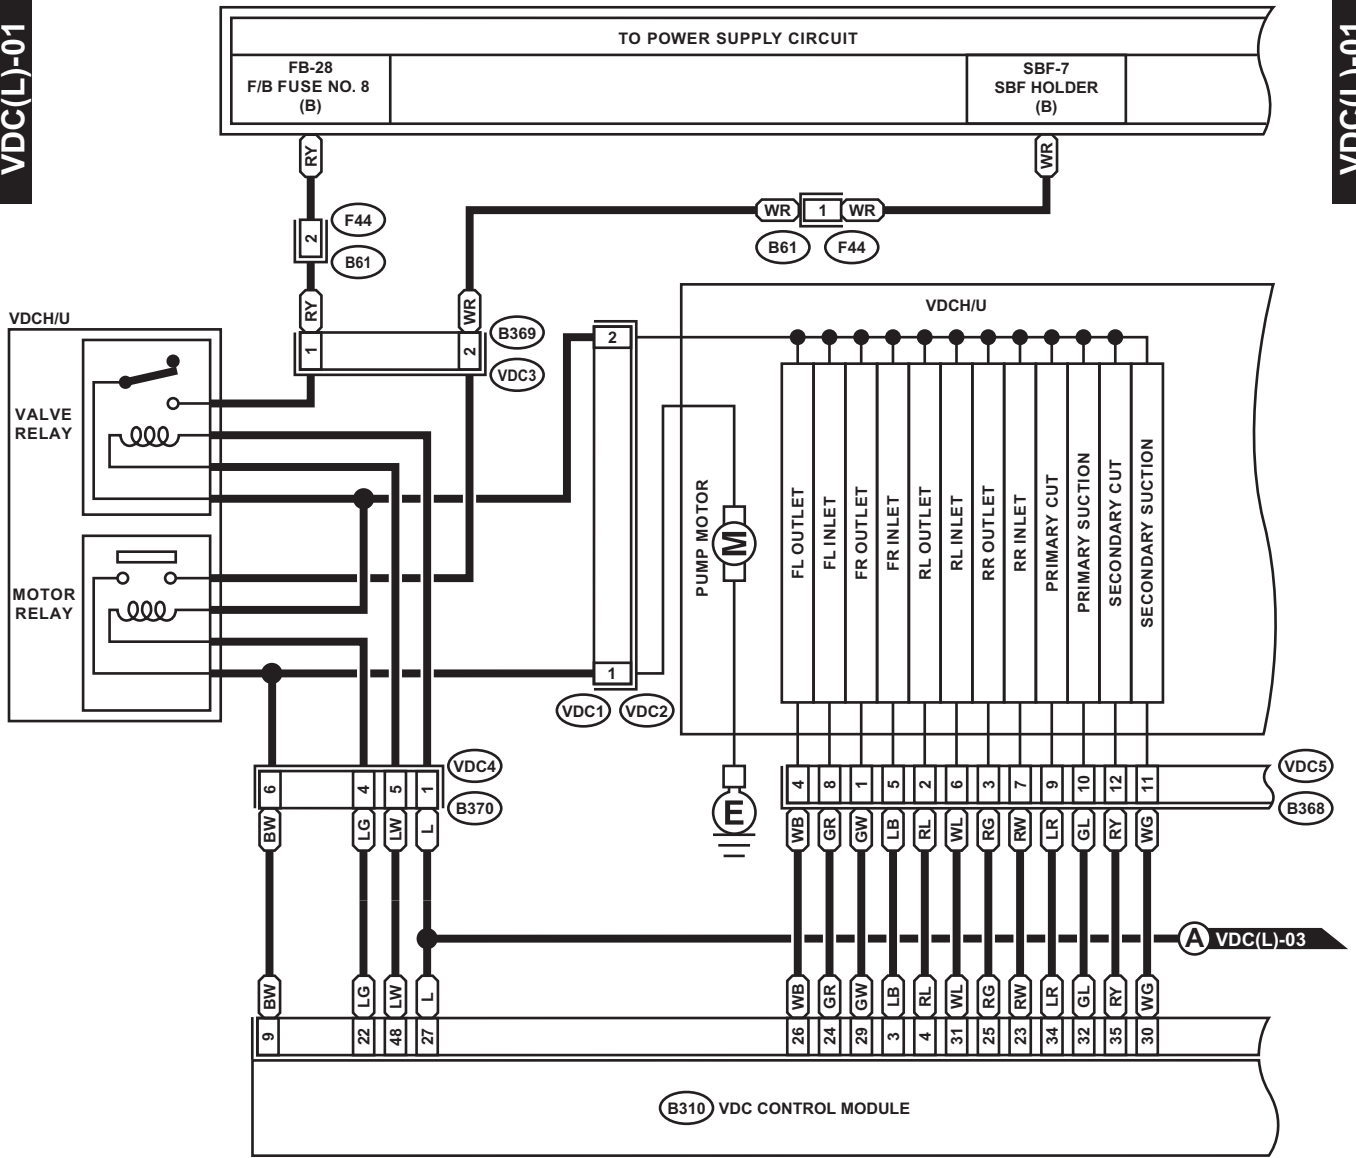 VDC(L)-01
VDC(L)-01
TO POWER SUPPLY CIRCUIT
FB-28
F/B FUSE NO. 8
(B)
SBF-7
SBF HOLDER
(B)
RY
WR
2
F44
B61
WR
1
WR
B61
F44
RY
WR
VDCH/U
1
2
B369
VDC3
2
VDCH/U
VALVE
RELAY
MOTOR
RELAY
PUMP MOTOR
M
FL OUTLET
FL INLET
FR OUTLET
FR INLET
RL OUTLET
RL INLET
RR OUTLET
RR INLET
PRIMARY CUT
PRIMARY SUCTION
SECONDARY CUT
SECONDARY SUCTION
1
VDC1
VDC2
6
4
5
1
VDC4
B370
E
4
8
1
5
2
6
3
7
9
10
12
11
VDC5
B368
BW
LG
LW
L
WB
GR
GW
LB
RL
WL
RG
RW
LR
GL
RY
WG
A
VDC(L)-03
BW
LG
LW
L
WB
GR
GW
LB
RL
WL
RG
RW
LR
GL
RY
WG
9
22
48
27
26
24
29
3
4
31
25
23
34
32
35
30
B310 VDC CONTROL MODULE